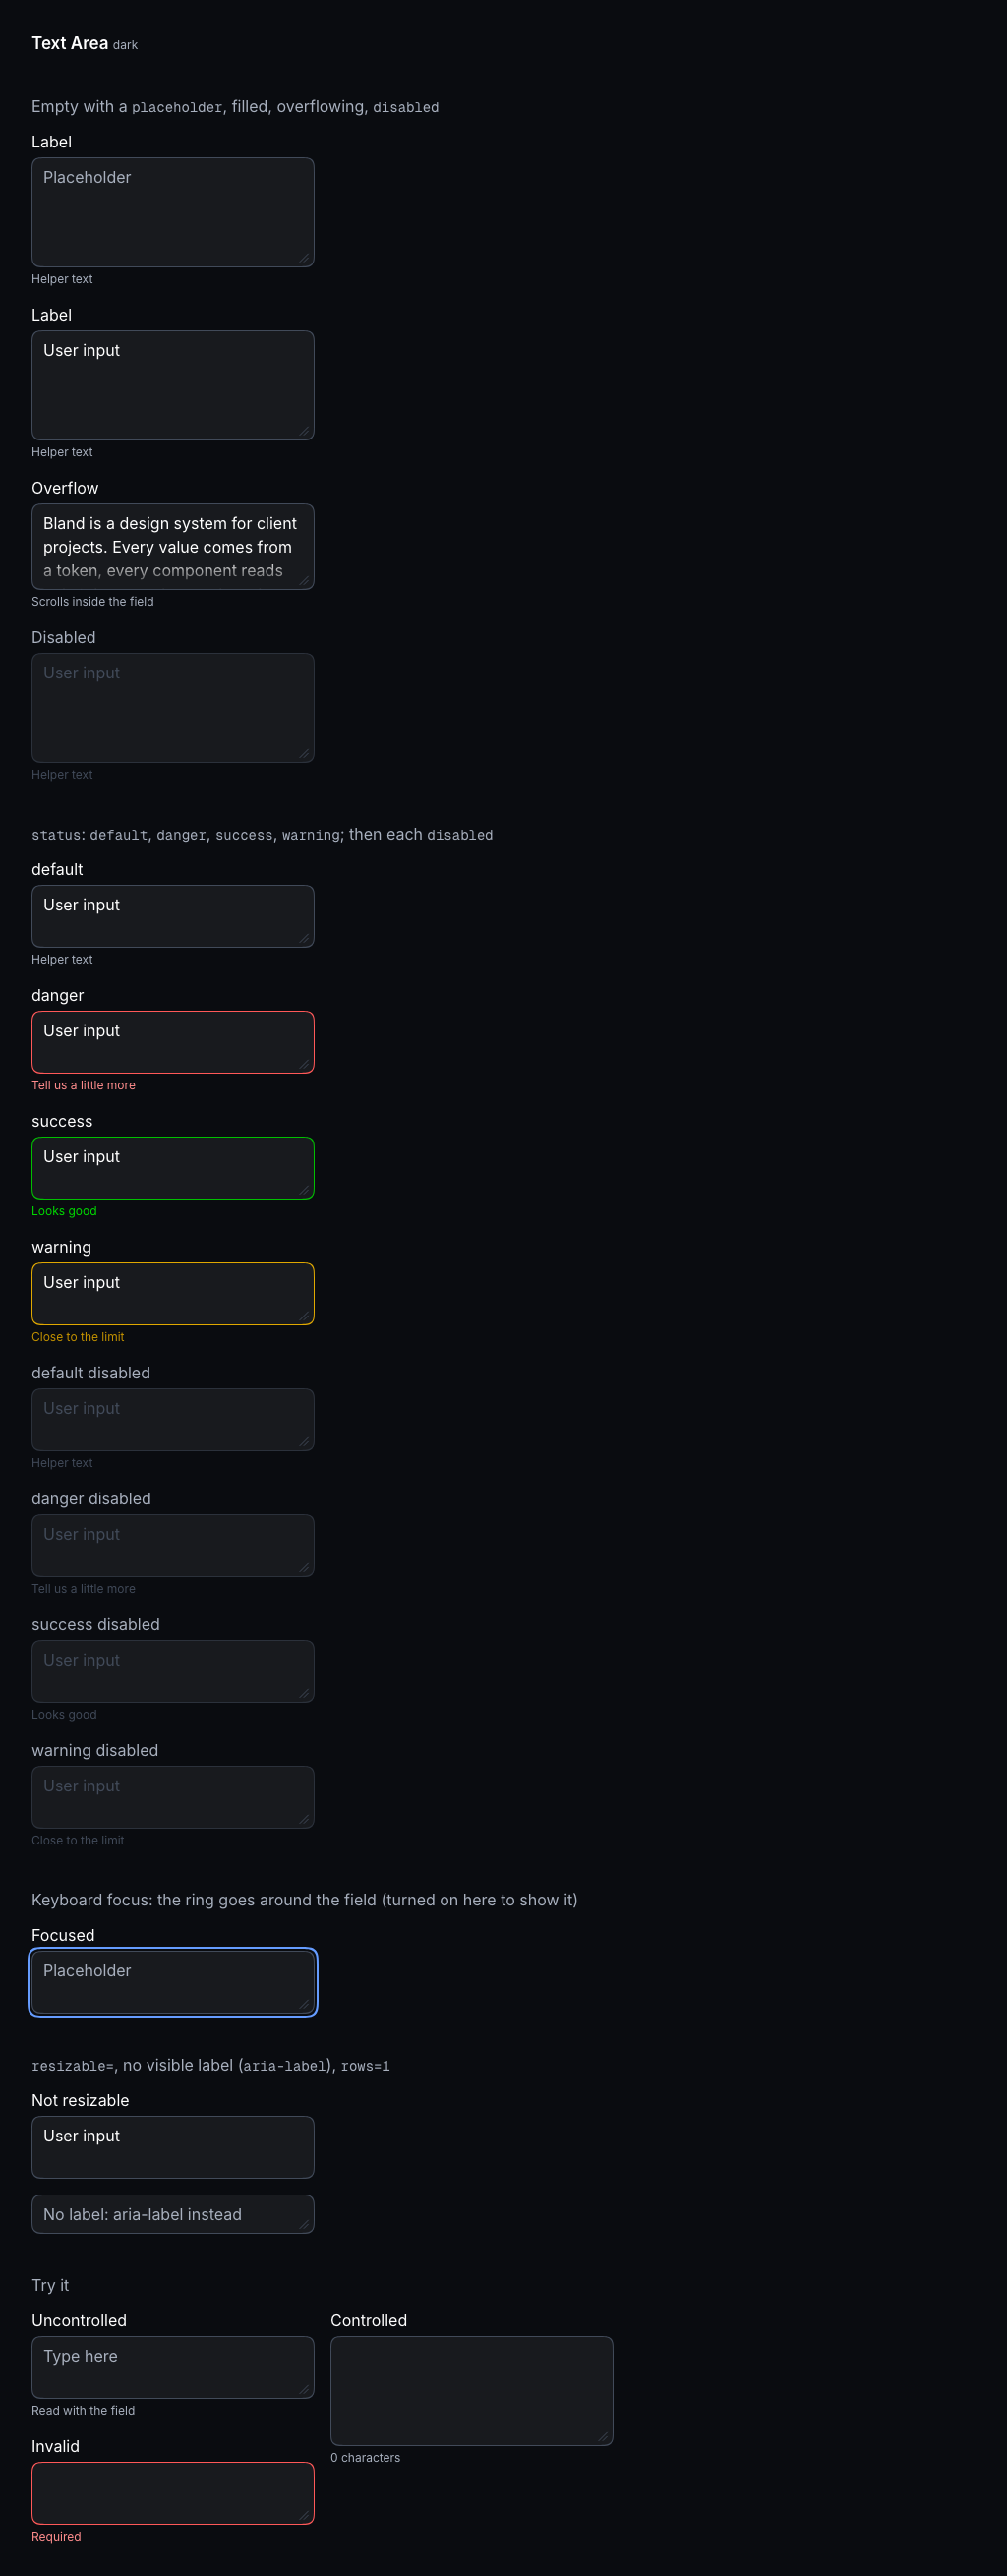 Text Area dark
Empty with a placeholder, filled, overflowing, disabled
Label
Placeholder
Helper text
Label
User input
Helper text
Overflow
Bland is a design system for client
projects. Every value comes from
a token, every component reads
Scrolls inside the field
Disabled
User input
Helper text
status: default, danger, success, warning; then each disabled
default
User input
Helper text
danger
User input
Tell us a little more
success
User input
Looks good
warning
User input
Close to the limit
default disabled
User input
Helper text
danger disabled
User input
Tell us a little more
success disabled
User input
Looks good
warning disabled
User input
Close to the limit
Keyboard focus: the ring goes around the field (turned on here to show it)
Focused
Placeholder
resizable=, no visible label (aria-label), rows=1
Not resizable
User input
No label: aria-label instead
Try it
Uncontrolled
Type here
Read with the field
Invalid
Required
Controlled
0 characters